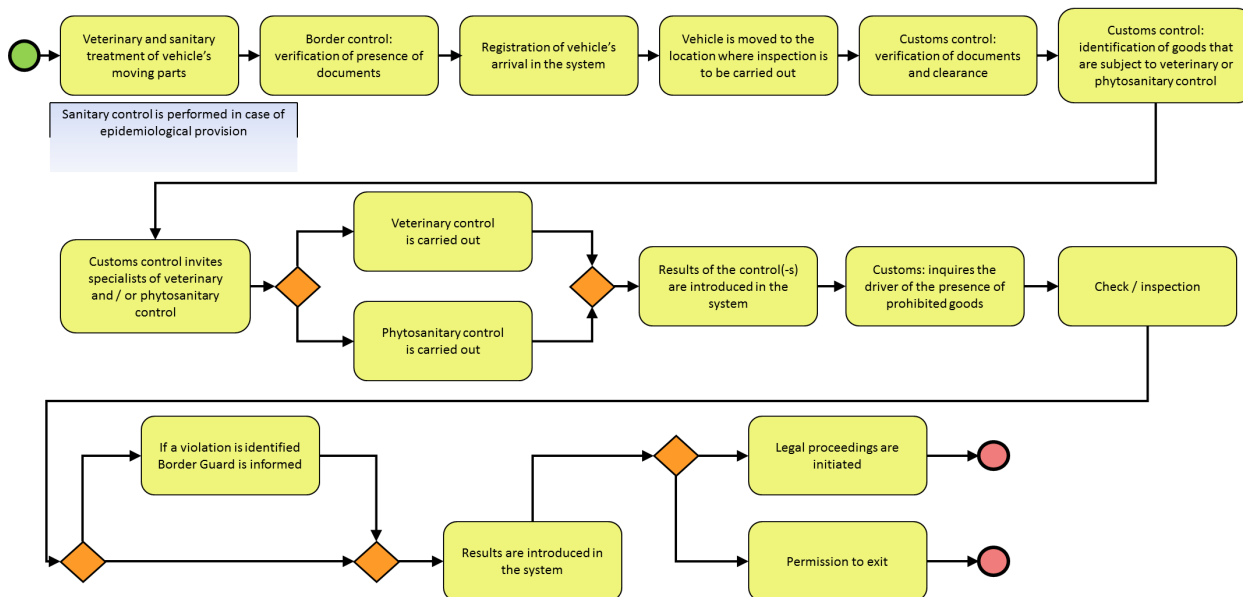 Veterinary and sanitary
treatment of vehicle's
moving parts
Border control:
verification of presence of
documents
Registration of vehicle's
arrival in the system
Vehicle is moved to the
location where inspection is
to be carried out
Customs control:
verification of documents
and clearance
Customs control:
identification of goods that
are subject to veterinary or
phytosanitary control
Sanitary control is performed in case of
epidemiological provision
Customs control invites
specialists of veterinary
and / or phytosanitary
control
Veterinary control
is carried out
Phytosanitary control
is carried out
Results of the control(-s)
are introduced in the
system
Customs: inquires the
driver of the presence of
prohibited goods
Check / inspection
If a violation is identified
Border Guard is informed
Results are introduced in
the system
Legal proceedings are
initiated
Permission to exit